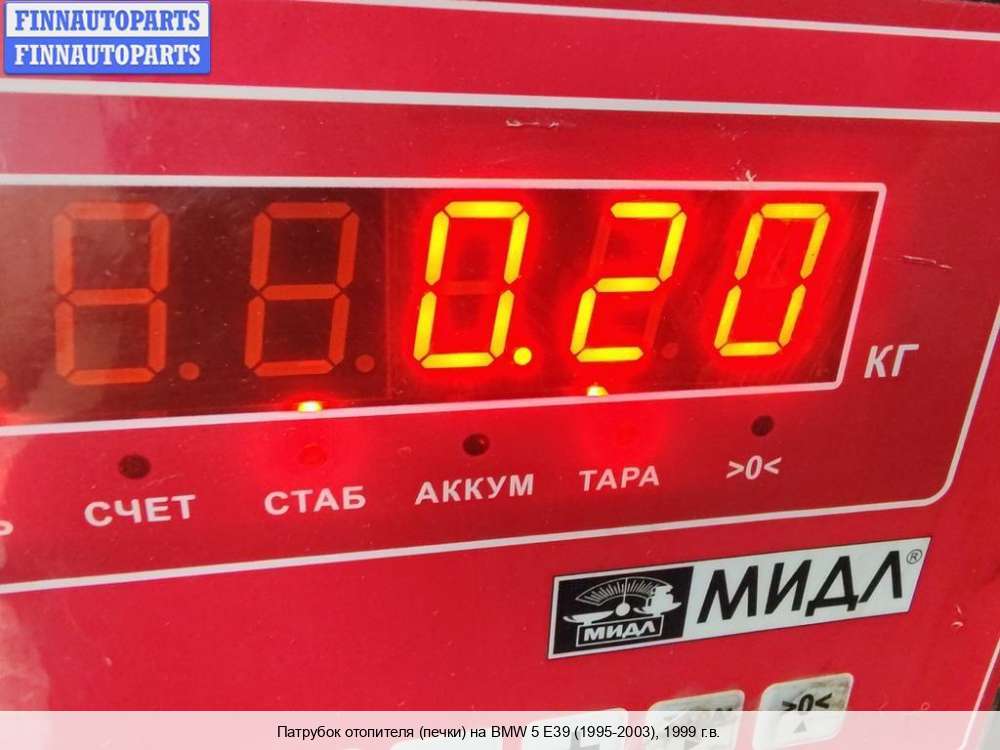 FINNAUTOPARTS
FINNAUTOPARTS
0.20
КГ
СЧЕТ СТАБ АККУМ ТАРА >0<
МИДЛ МИДЛ®
>0<
Патрубок отопителя (печки) на BMW 5 E39 (1995-2003), 1999 г.в.